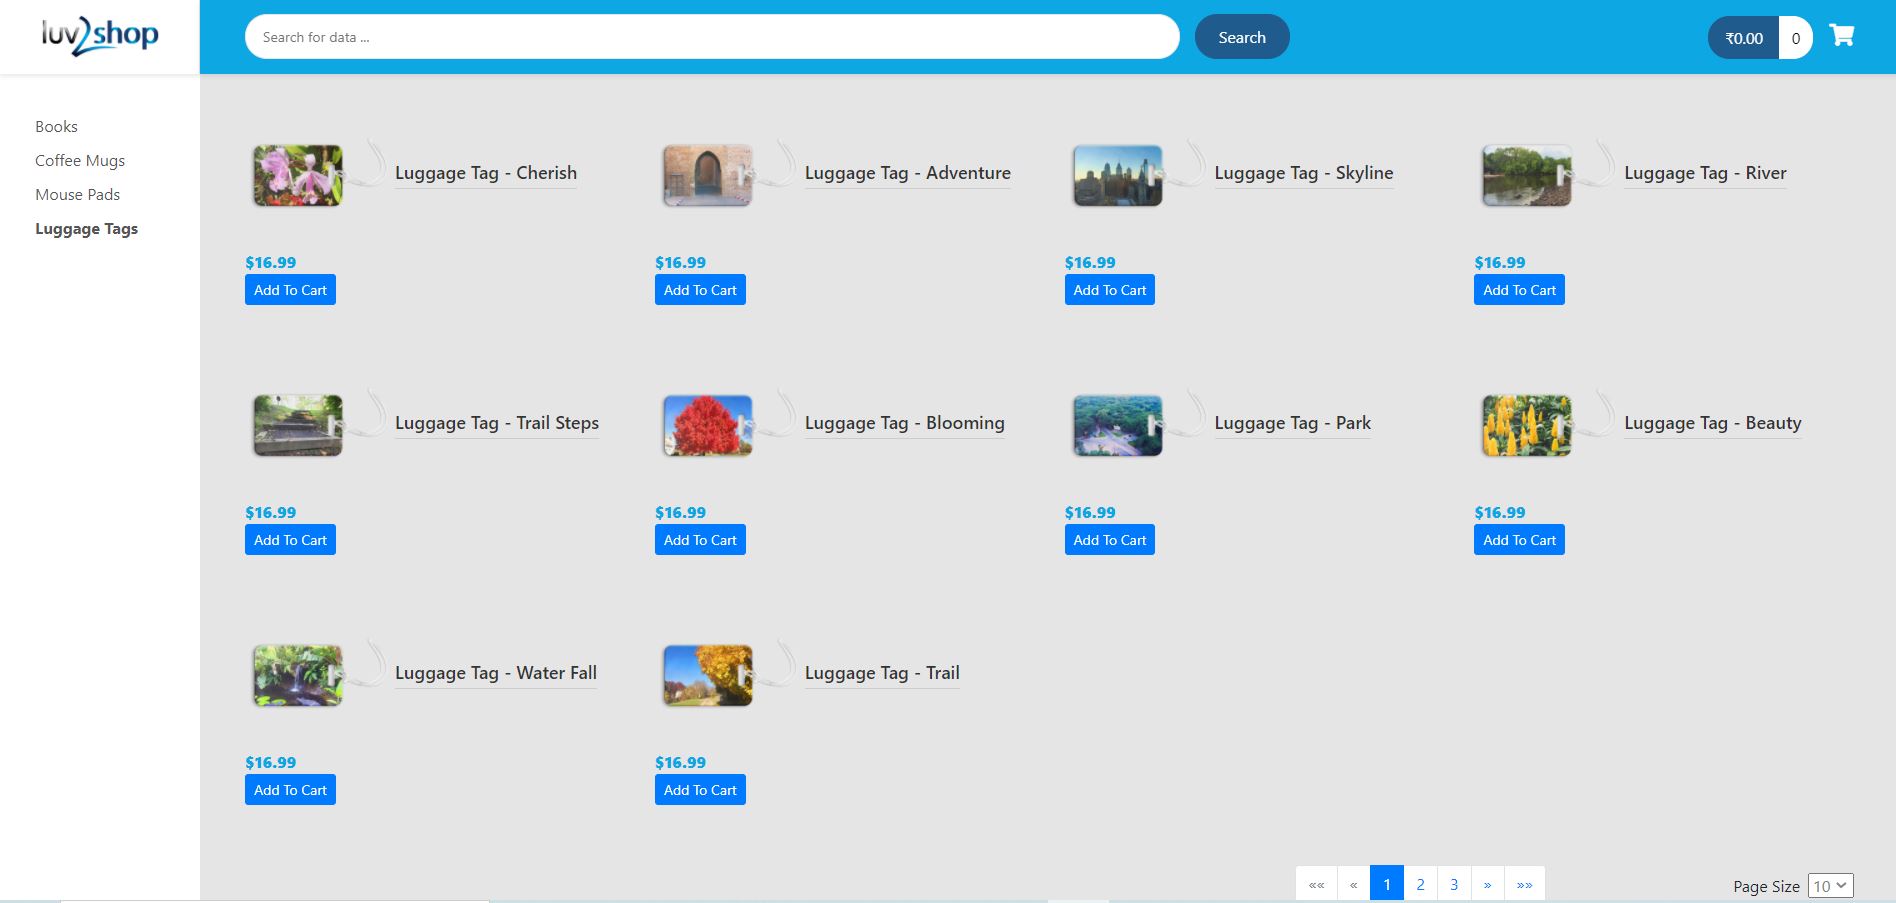 luv2shop
Search for data ...
Search
₹0.00 0
Books
Coffee Mugs
Mouse Pads
Luggage Tags
Luggage Tag - Cherish
$16.99
Add To Cart
Luggage Tag - Adventure
$16.99
Add To Cart
Luggage Tag - Skyline
$16.99
Add To Cart
Luggage Tag - River
$16.99
Add To Cart
Luggage Tag - Trail Steps
$16.99
Add To Cart
Luggage Tag - Blooming
$16.99
Add To Cart
Luggage Tag - Park
$16.99
Add To Cart
Luggage Tag - Beauty
$16.99
Add To Cart
Luggage Tag - Water Fall
$16.99
Add To Cart
Luggage Tag - Trail
$16.99
Add To Cart
«« « 1 2 3 » »»
Page Size 10